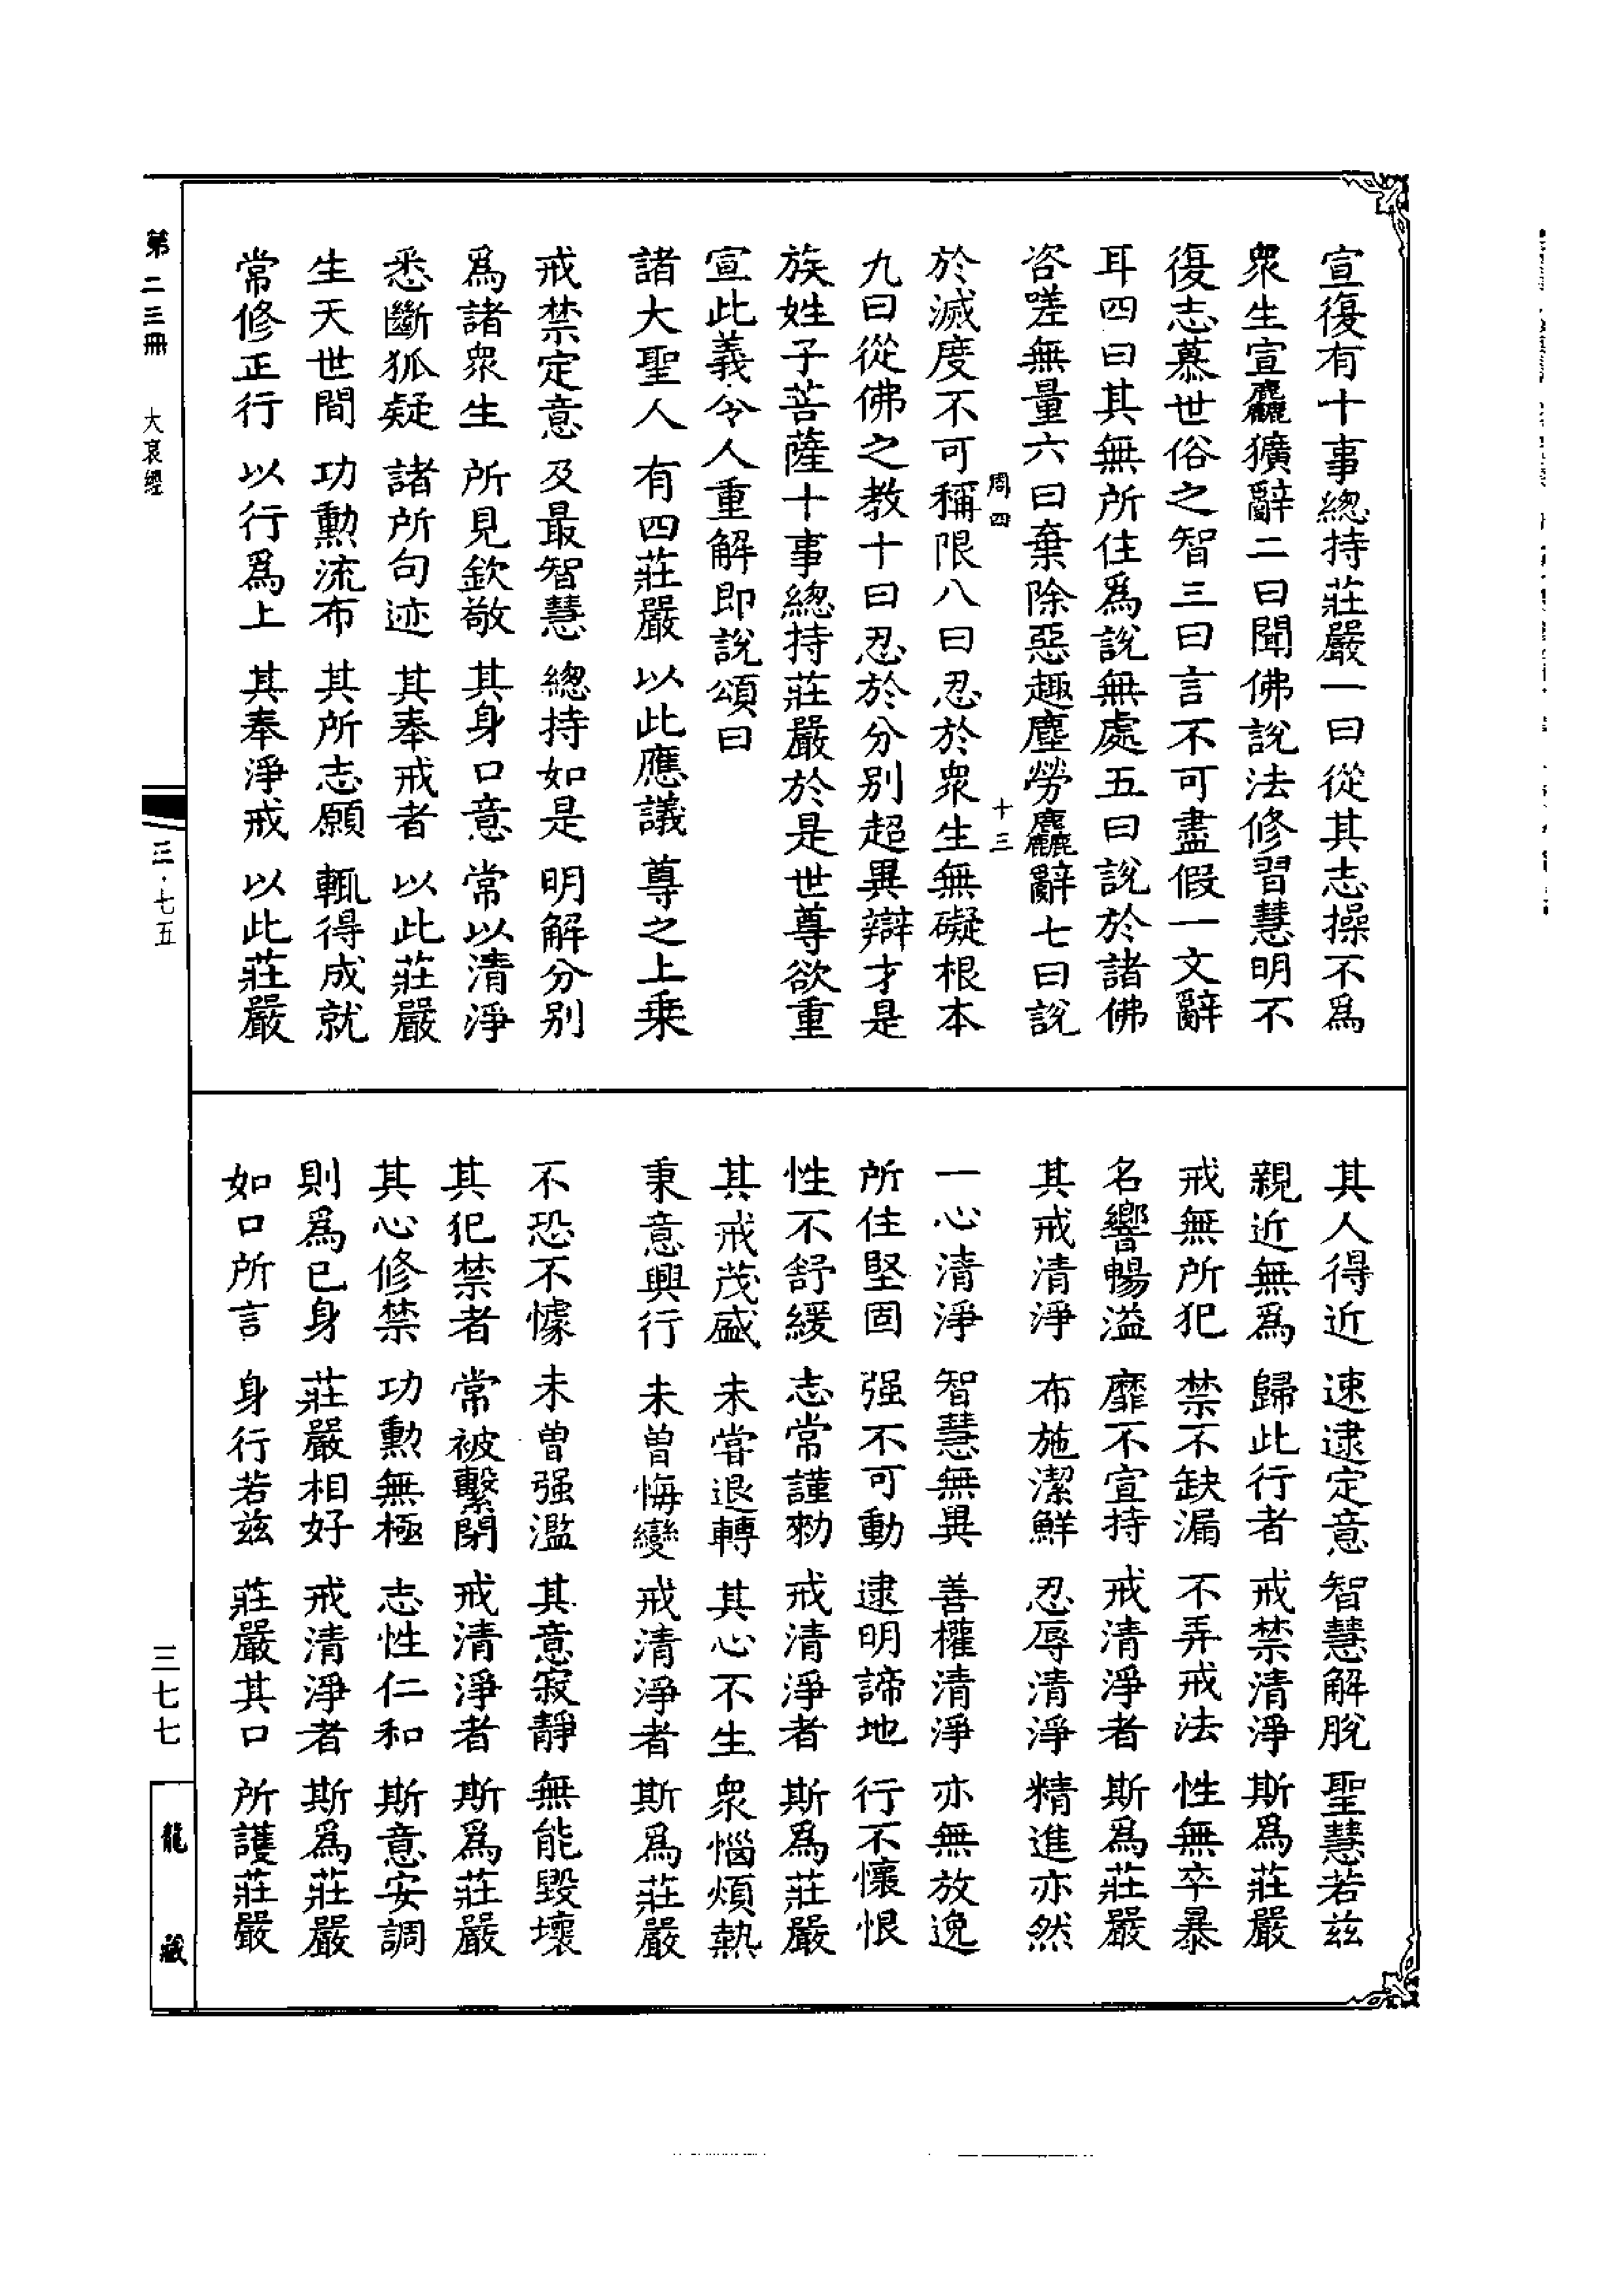 宣復有十事總持莊嚴一曰從其志操不爲
衆生宣麤獷辭二曰聞佛說法修習慧明不
復志慕世俗之智三曰言不可盡假一文辭
耳四曰其無所住爲說無處五曰說於諸佛
咨嗟無量六曰棄除惡趣塵勞麤辭七曰說
周四 十三
於滅度不可稱限八曰忍於衆生無礙根本
九曰從佛之教十曰忍於分别超異辯才是
族姓子菩薩十事總持莊嚴於是世尊欲重
宣此義令人重解即說頌曰
諸大聖人 有四莊嚴 以此應議 尊之上乗
戒禁定意 及最智慧 總持如是 明解分别
爲諸衆生 所見欽敬 其身口意 常以清淨
悉斷狐疑 諸所句迹 其奉戒者 以此莊嚴
生天世間 功勲流布 其所志願 輒得成就
常修正行 以行爲上 其奉淨戒 以此莊嚴
其人得近 速逮定意 智慧解脫 聖慧若兹
親近無爲 歸此行者 戒禁清淨 斯爲莊嚴
戒無所犯 禁不缺漏 不弄戒法 性無卒暴
名響暢溢 靡不宣持 戒清淨者 斯爲莊嚴
其戒清淨 布施潔鮮 忍辱清淨 精進亦然
一心清淨 智慧無異 善權清淨 亦無放逸
所住堅固 强不可動 逮明諦地 行不懷恨
性不舒緩 志常謹勑 戒清淨者 斯爲莊嚴
其戒茂盛 未甞退轉 其心不生 衆惱煩熱
秉意興行 未曽悔變 戒清淨者 斯爲莊嚴
不恐不懅 未曽强濫 其意寂靜 無能毀壞
其犯禁者 常被繫閉 戒清淨者 斯爲莊嚴
其心修禁 功勲無極 志性仁和 斯意安調
則爲已身 莊嚴相好 戒清淨者 斯爲莊嚴
如口所言 身行若兹 莊嚴其口 所護莊嚴
第二三冊 大哀經
三·七五
三七七
龍藏